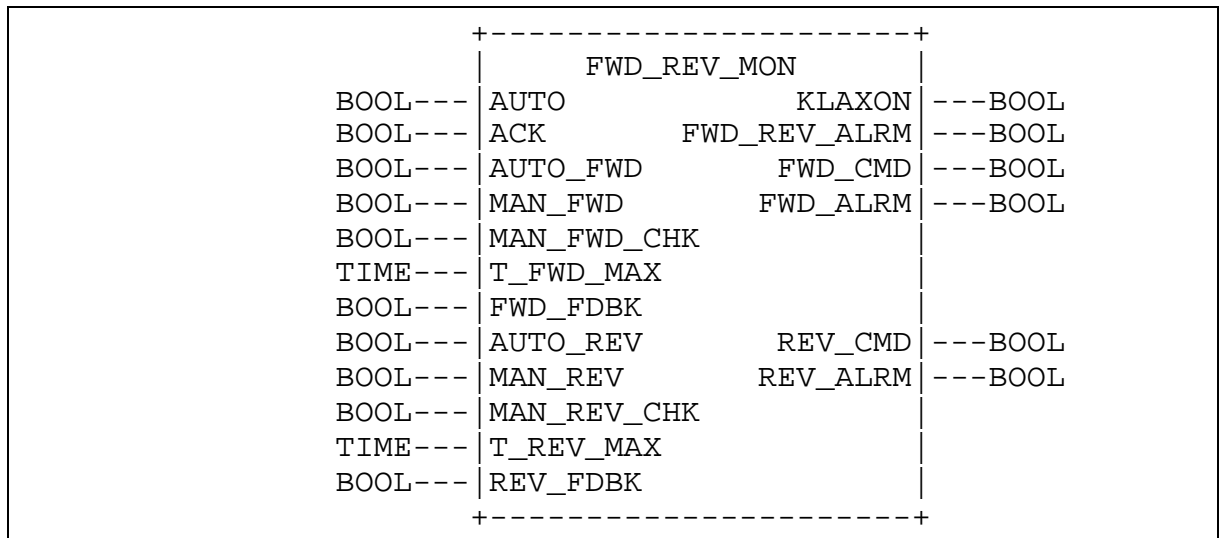 +----------------------+
| FWD_REV_MON |
BOOL---|AUTO KLAXON|---BOOL
BOOL---|ACK FWD_REV_ALRM|---BOOL
BOOL---|AUTO_FWD FWD_CMD|---BOOL
BOOL---|MAN_FWD FWD_ALRM|---BOOL
BOOL---|MAN_FWD_CHK |
TIME---|T_FWD_MAX |
BOOL---|FWD_FDBK |
BOOL---|AUTO_REV REV_CMD|---BOOL
BOOL---|MAN_REV REV_ALRM|---BOOL
BOOL---|MAN_REV_CHK |
TIME---|T_REV_MAX |
BOOL---|REV_FDBK |
+----------------------+